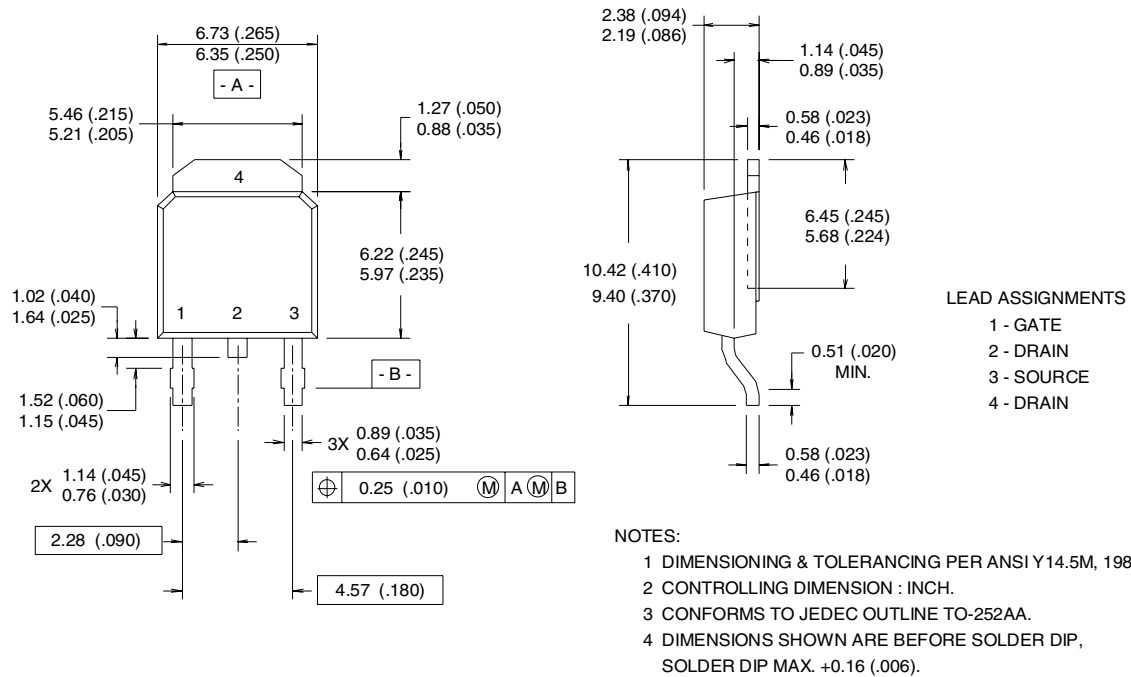 6.73 (.265)
6.35 (.250)
- A -
5.46 (.215)
5.21 (.205)
1.27 (.050)
0.88 (.035)
4
6.22 (.245)
5.97 (.235)
1.02 (.040)
1.64 (.025)
1 2 3
1.52 (.060)
1.15 (.045)
- B -
3X 0.89 (.035)
0.64 (.025)
2X 1.14 (.045)
0.76 (.030)
0.25 (.010) M A M B
2.28 (.090)
4.57 (.180)
2.38 (.094)
2.19 (.086)
1.14 (.045)
0.89 (.035)
0.58 (.023)
0.46 (.018)
6.45 (.245)
5.68 (.224)
10.42 (.410)
9.40 (.370)
0.51 (.020)
MIN.
0.58 (.023)
0.46 (.018)
LEAD ASSIGNMENTS
1 - GATE
2 - DRAIN
3 - SOURCE
4 - DRAIN
NOTES:
1 DIMENSIONING & TOLERANCING PER ANSI Y14.5M, 198
2 CONTROLLING DIMENSION : INCH.
3 CONFORMS TO JEDEC OUTLINE TO-252AA.
4 DIMENSIONS SHOWN ARE BEFORE SOLDER DIP,
SOLDER DIP MAX. +0.16 (.006).